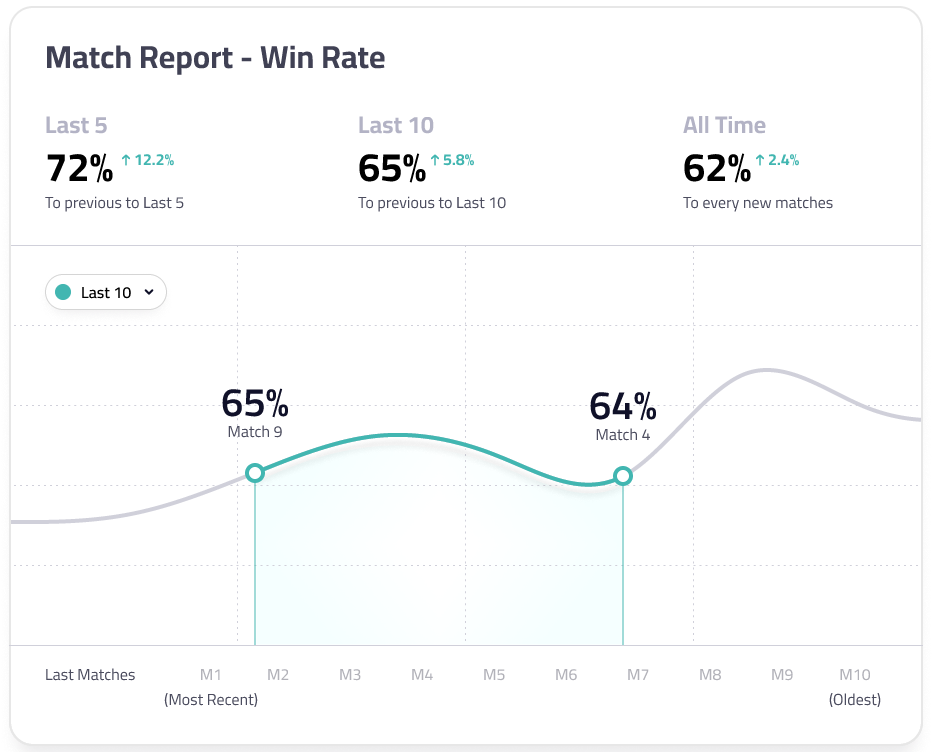 Match Report - Win Rate
Last 5
72% ↑ 12.2%
To previous to Last 5
Last 10
65% ↑ 5.8%
To previous to Last 10
All Time
62% ↑ 2.4%
To every new matches
Last 10
65%
Match 9
64%
Match 4
Last Matches M1 M2 M3 M4 M5 M6 M7 M8 M9 M10
(Most Recent) (Oldest)